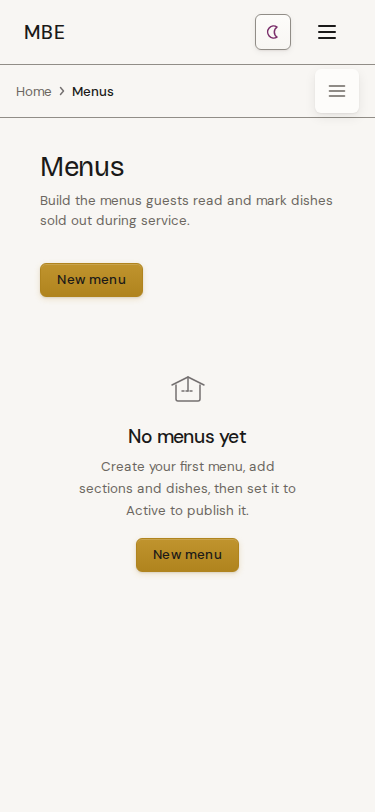 MBE
Home > Menus
Menus
Build the menus guests read and mark dishes
sold out during service.
New menu
No menus yet
Create your first menu, add
sections and dishes, then set it to
Active to publish it.
New menu